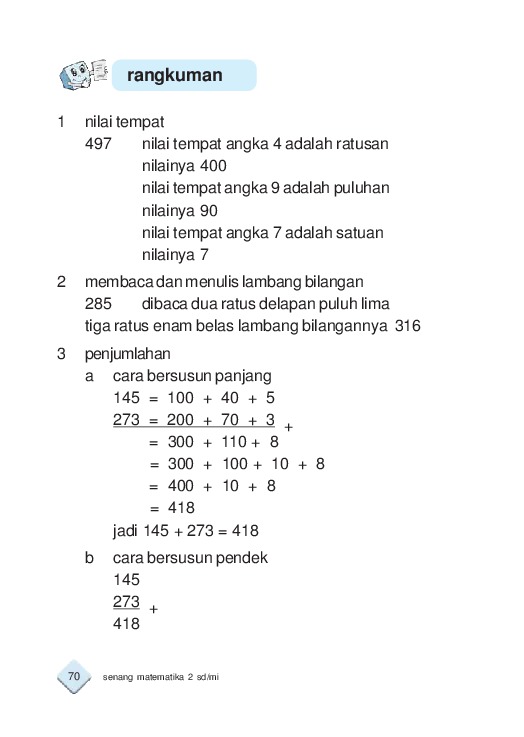 rangkuman
1 nilai tempat
497 nilai tempat angka 4 adalah ratusan
nilainya 400
nilai tempat angka 9 adalah puluhan
nilainya 90
nilai tempat angka 7 adalah satuan
nilainya 7
2 membaca dan menulis lambang bilangan
285 dibaca dua ratus delapan puluh lima
tiga ratus enam belas lambang bilangannya 316
3 penjumlahan
a cara bersusun panjang
145 = 100 + 40 + 5
273 = 200 + 70 + 3 +
= 300 + 110 + 8
= 300 + 100 + 10 + 8
= 400 + 10 + 8
= 418
jadi 145 + 273 = 418
b cara bersusun pendek
145
273 +
418
70 senang matematika 2 sd/mi